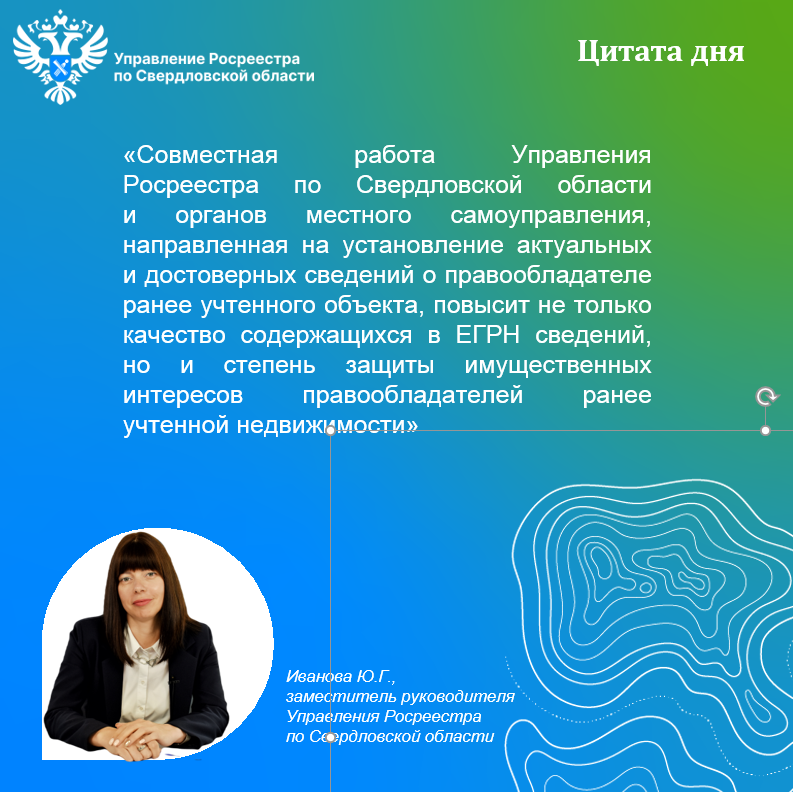 Управление Росреестра
по Свердловской области
Цитата дня
«Совместная работа Управления
Росреестра по Свердловской области
и органов местного самоуправления,
направленная на установление актуальных
и достоверных сведений о правообладателе
ранее учтенного объекта, повысит не только
качество содержащихся в ЕГРН сведений,
но и степень защиты имущественных
интересов правообладателей ранее
учтенной недвижимости»
Иванова Ю.Г.,
заместитель руководителя
Управления Росреестра
по Свердловской области